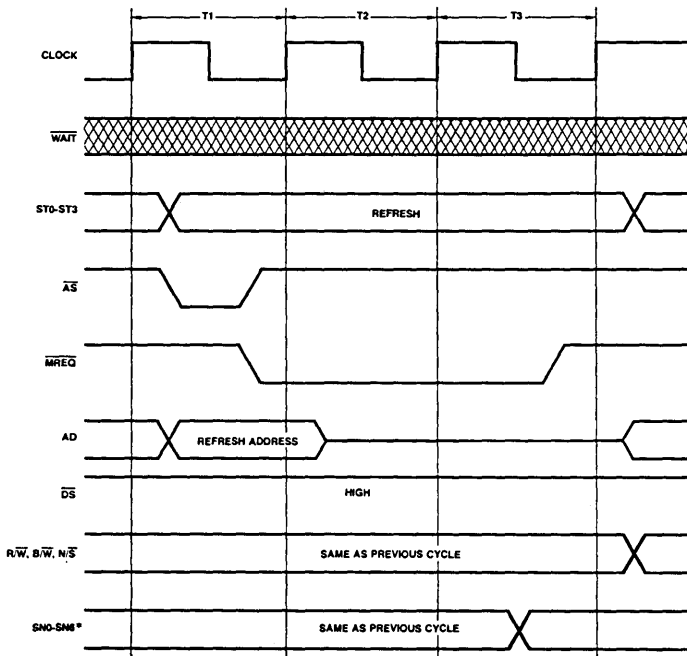 T1 T2 T3
CLOCK
WAIT
ST0-ST3 REFRESH
AS
MREQ
AD REFRESH ADDRESS
DS HIGH
R/W, B/W, N/S SAME AS PREVIOUS CYCLE
SN0-SN6* SAME AS PREVIOUS CYCLE